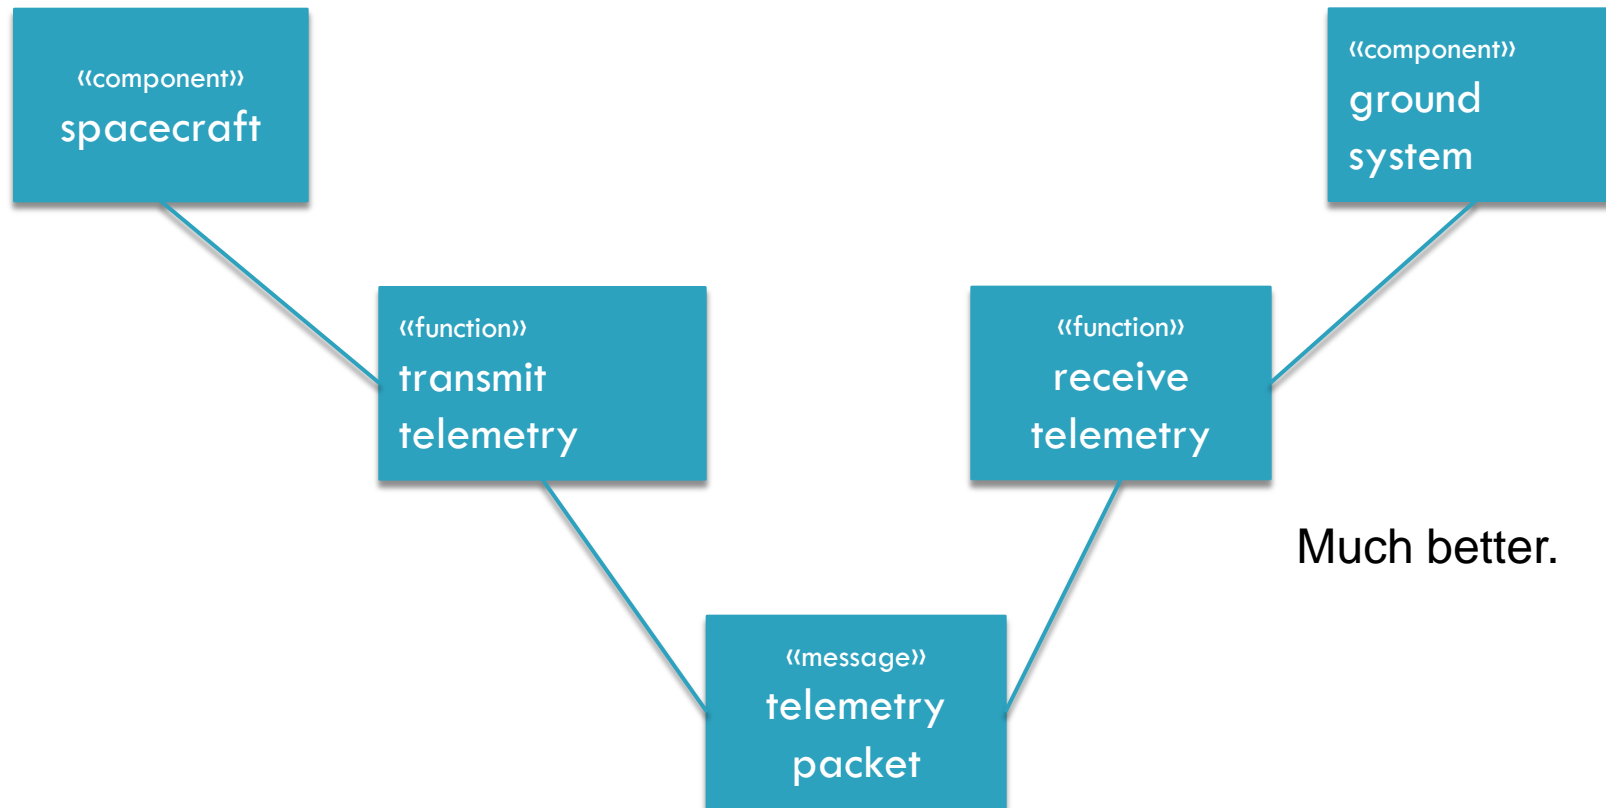 «component»
spacecraft
«component»
ground
system
«function»
transmit
telemetry
«function»
receive
telemetry
Much better.
«message»
telemetry
packet